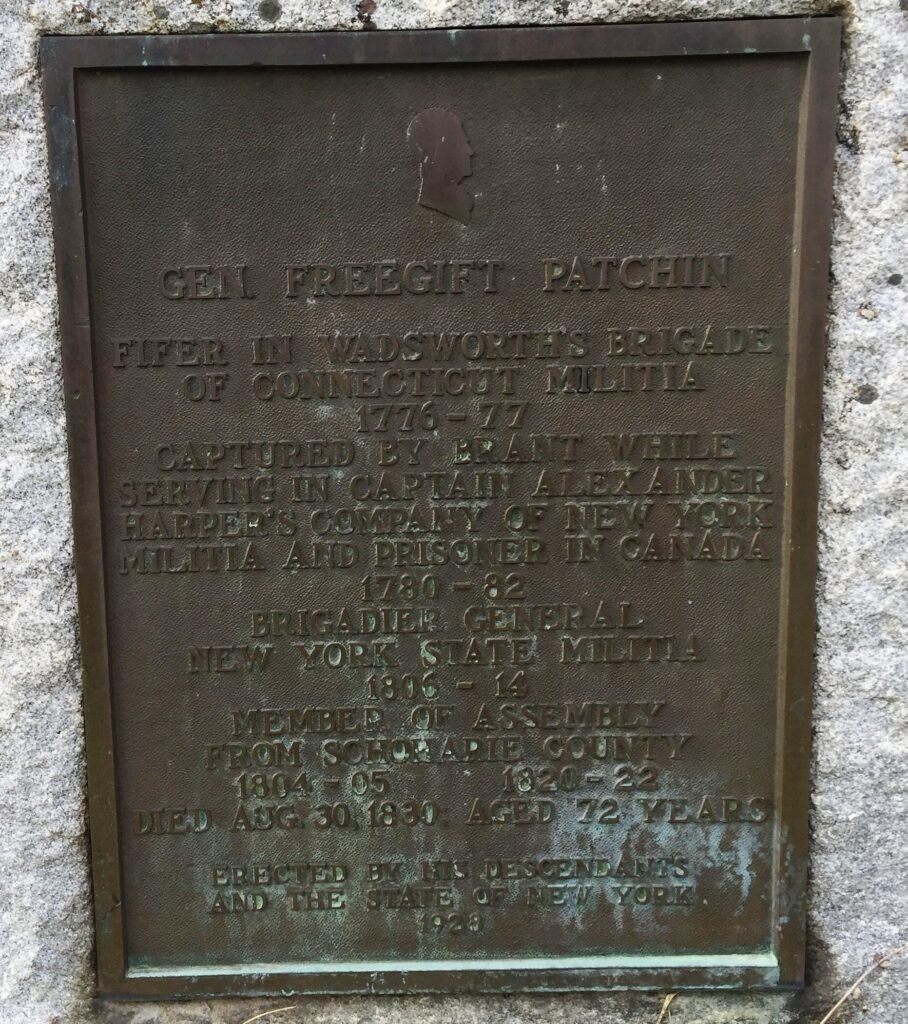 GEN. FREEGIFT PATCHIN
FIFER IN WADSWORTH'S BRIGADE
OF CONNECTICUT MILITIA
1776 - 77
CAPTURED BY BRANT WHILE
SERVING IN CAPTAIN ALEXANDER
HARPER'S COMPANY OF NEW YORK
MILITIA AND PRISONER IN CANADA
1780 - 82
BRIGADIER GENERAL
NEW YORK STATE MILITIA
1806 - 14
MEMBER OF ASSEMBLY
FROM SCHOHARIE COUNTY
1804 - 05 1820 - 22
DIED AUG. 30, 1830; AGED 72 YEARS
ERECTED BY HIS DESCENDANTS
AND THE STATE OF NEW YORK